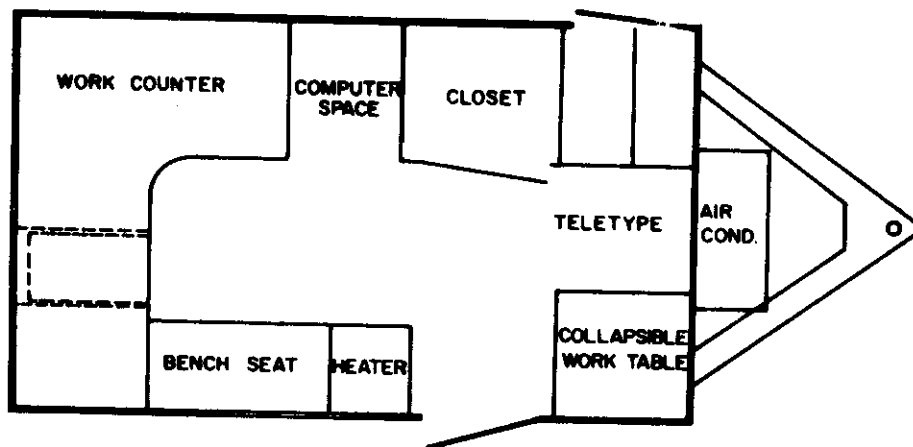 WORK COUNTER
COMPUTER
SPACE
CLOSET
TELETYPE
AIR
COND.
BENCH SEAT
HEATER
COLLAPSIBLE
WORK TABLE